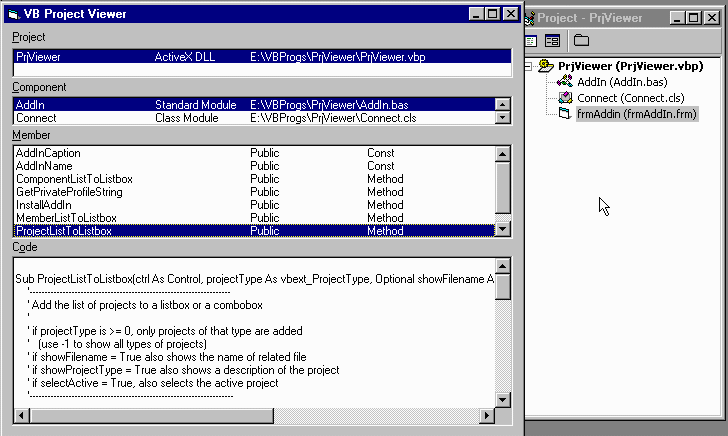 VB Project Viewer
Project
PrjViewer ActiveX DLL E:\VBProgs\PrjViewer\PrjViewer.vbp
Component
AddIn Standard Module E:\VBProgs\PrjViewer\AddIn.bas
Connect Class Module E:\VBProgs\PrjViewer\Connect.cls
Member
AddInCaption Public Const
AddInName Public Const
ComponentListToListbox Public Method
GetPrivateProfileString Public Method
InstallAddIn Public Method
MemberListToListbox Public Method
ProjectListToListbox Public Method
Code
Sub ProjectListToListbox(ctrl As Control, projectType As vbext_ProjectType, Optional showFilename A
'------------------------------------------------------------
' Add the list of projects to a listbox or a combobox
'
' if projectType is >= 0, only projects of that type are added
' (use -1 to show all types of projects)
' if showFilename = True also shows the name of related file
' if showProjectType = True also shows a description of the project
' if selectActive = True, also selects the active project
'------------------------------------------------------------
Project - PrjViewer
PrjViewer (PrjViewer.vbp)
AddIn (AddIn.bas)
Connect (Connect.cls)
frmAddin (frmAddIn.frm)